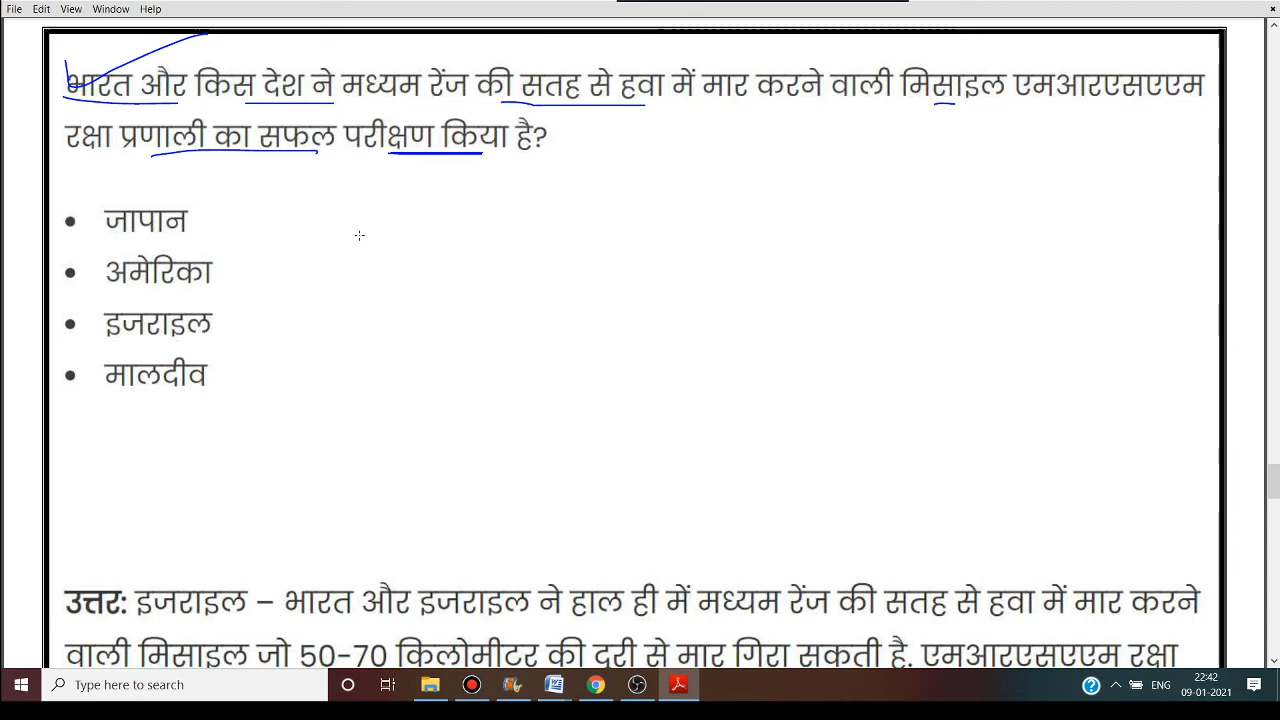 File Edit View Window Help
भारत और किस देश ने मध्यम रेंज की सतह से हवा में मार करने वाली मिसाइल एमआरएसएएम
रक्षा प्रणाली का सफल परीक्षण किया है?
• जापान
• अमेरिका
• इजराइल
• मालदीव
उत्तर: इजराइल – भारत और इजराइल ने हाल ही में मध्यम रेंज की सतह से हवा में मार करने
वाली मिसाइल जो 50-70 किलोमीटर की दूरी से मार गिरा सकती है. एमआरएसएएम रक्षा
Type here to search
ENG
22:42
09-01-2021